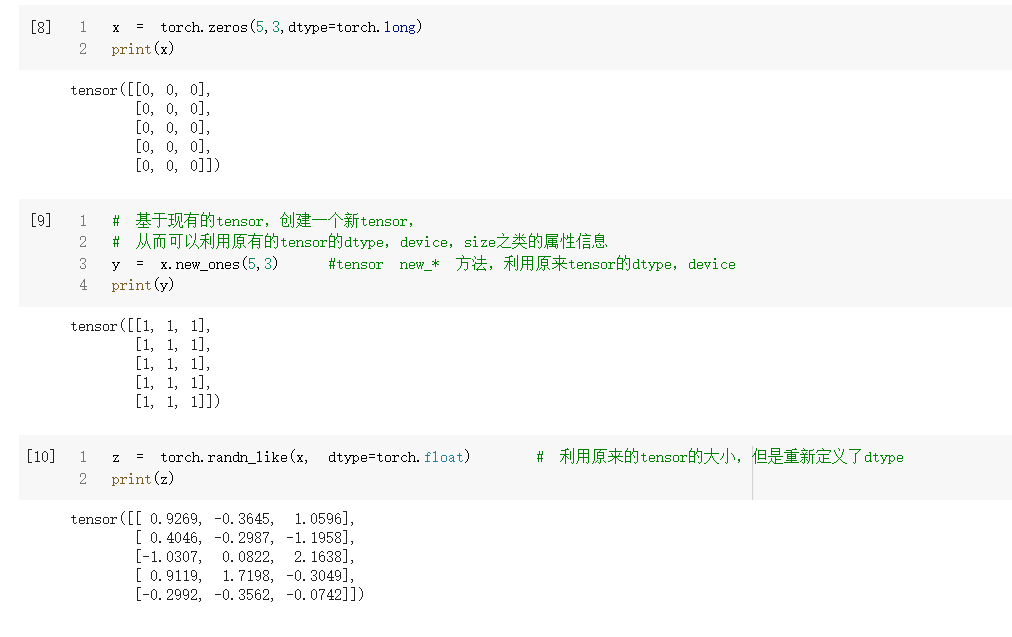 [8] 1 x = torch.zeros(5,3,dtype=torch.long)
2 print(x)
tensor([[0, 0, 0],
[0, 0, 0],
[0, 0, 0],
[0, 0, 0],
[0, 0, 0]])
[9] 1 # 基于现有的tensor，创建一个新tensor，
2 # 从而可以利用原有的tensor的dtype，device，size之类的属性信息
3 y = x.new_ones(5,3) #tensor new_* 方法，利用原来tensor的dtype，device
4 print(y)
tensor([[1, 1, 1],
[1, 1, 1],
[1, 1, 1],
[1, 1, 1],
[1, 1, 1]])
[10] 1 z = torch.randn_like(x, dtype=torch.float) # 利用原来的tensor的大小，但是重新定义了dtype
2 print(z)
tensor([[ 0.9269, -0.3645, 1.0596],
[ 0.4046, -0.2987, -1.1958],
[-1.0307, 0.0822, 2.1638],
[ 0.9119, 1.7198, -0.3049],
[-0.2992, -0.3562, -0.0742]])